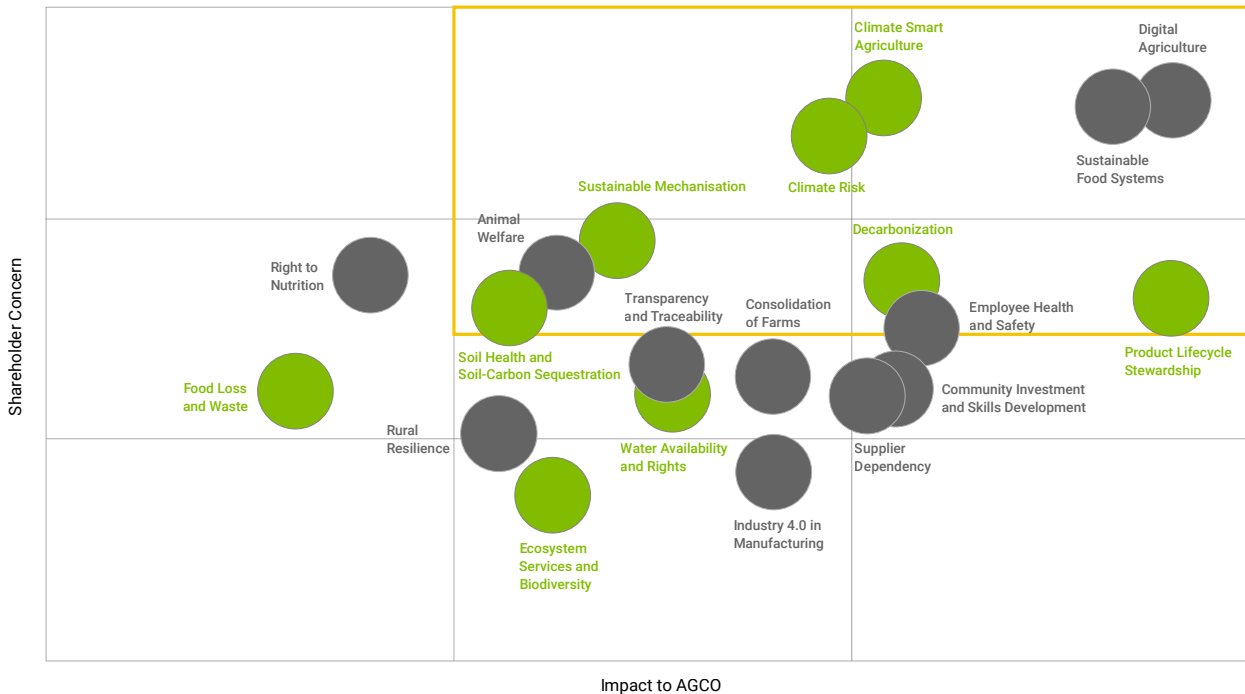 Climate Smart
Agriculture
Digital
Agriculture
Sustainable
Food Systems
Climate Risk
Sustainable Mechanisation
Animal
Welfare
Decarbonization
Right to
Nutrition
Transparency
and Traceability
Consolidation
of Farms
Employee Health
and Safety
Shareholder Concern
Soil Health and
Soil-Carbon Sequestration
Product Lifecycle
Stewardship
Food Loss
and Waste
Community Investment
and Skills Development
Rural
Resilience
Water Availability
and Rights
Supplier
Dependency
Industry 4.0 in
Manufacturing
Ecosystem
Services and
Biodiversity
Impact to AGCO